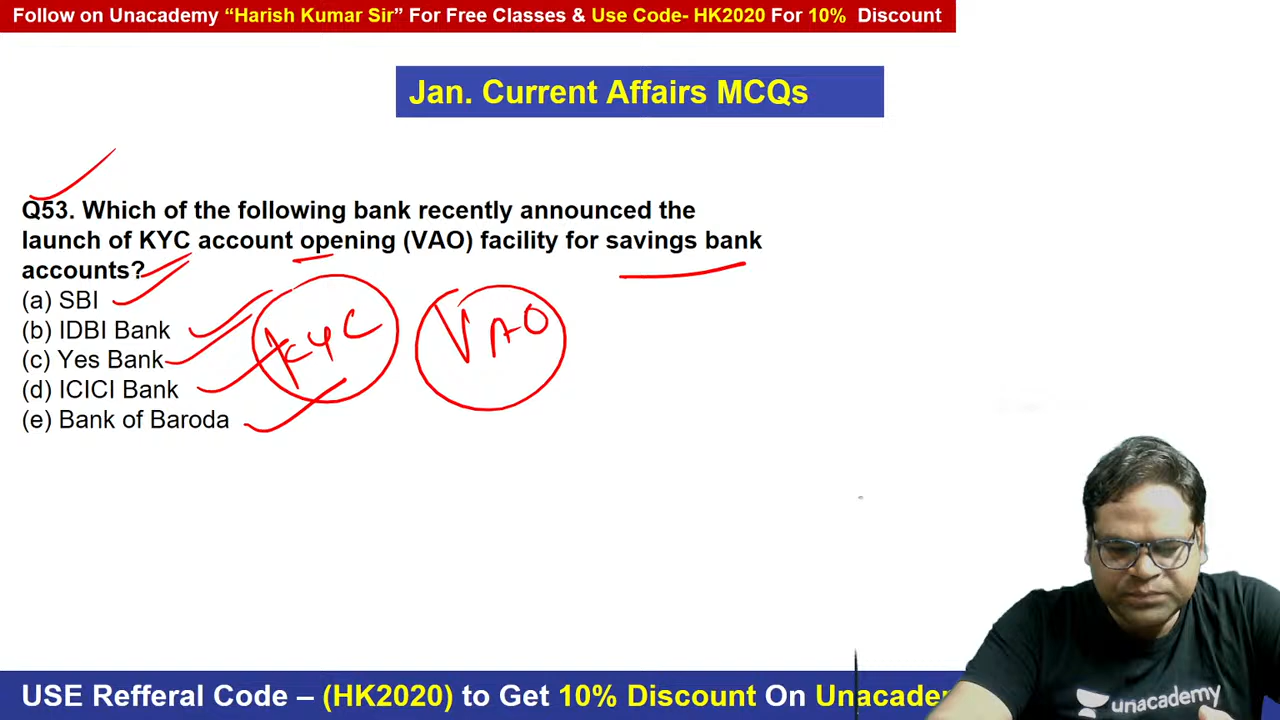 Follow on Unacademy “Harish Kumar Sir” For Free Classes & Use Code- HK2020 For 10% Discount
Jan. Current Affairs MCQs
Q53. Which of the following bank recently announced the
launch of KYC account opening (VAO) facility for savings bank
accounts?
(a) SBI
(b) IDBI Bank
(c) Yes Bank
(d) ICICI Bank
(e) Bank of Baroda
KYC
VAO
USE Refferal Code – (HK2020) to Get 10% Discount On
unacademy